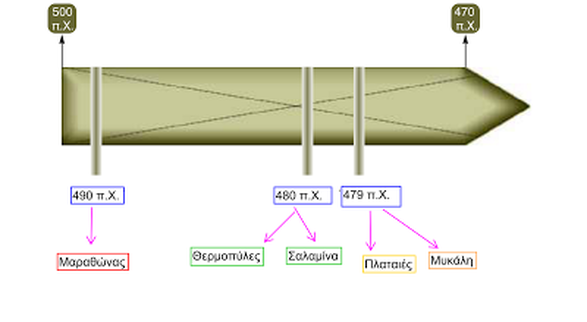 500
π.Χ.
470
π.Χ.
490 π.Χ.
480 π.Χ.
479 π.Χ.
Μαραθώνας
Θερμοπύλες
Σαλαμίνα
Πλαταιές
Μυκάλη